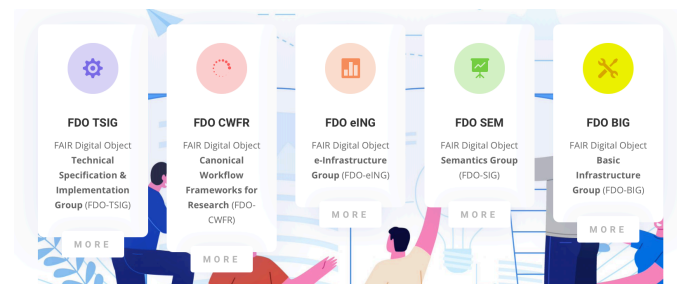 FDO TSIG
FAIR Digital Object
Technical
Specification &
Implementation
Group (FDO-TSIG)
MORE
FDO CWFR
FAIR Digital Object
Canonical
Workflow
Frameworks for
Research (FDO-
CWFR)
MORE
FDO eING
FAIR Digital Object
e-Infrastructure
Group (FDO-eING)
MORE
FDO SEM
FAIR Digital Object
Semantics Group
(FDO-SIG)
MORE
FDO BIG
FAIR Digital Object
Basic
Infrastructure
Group (FDO-BIG)
MORE